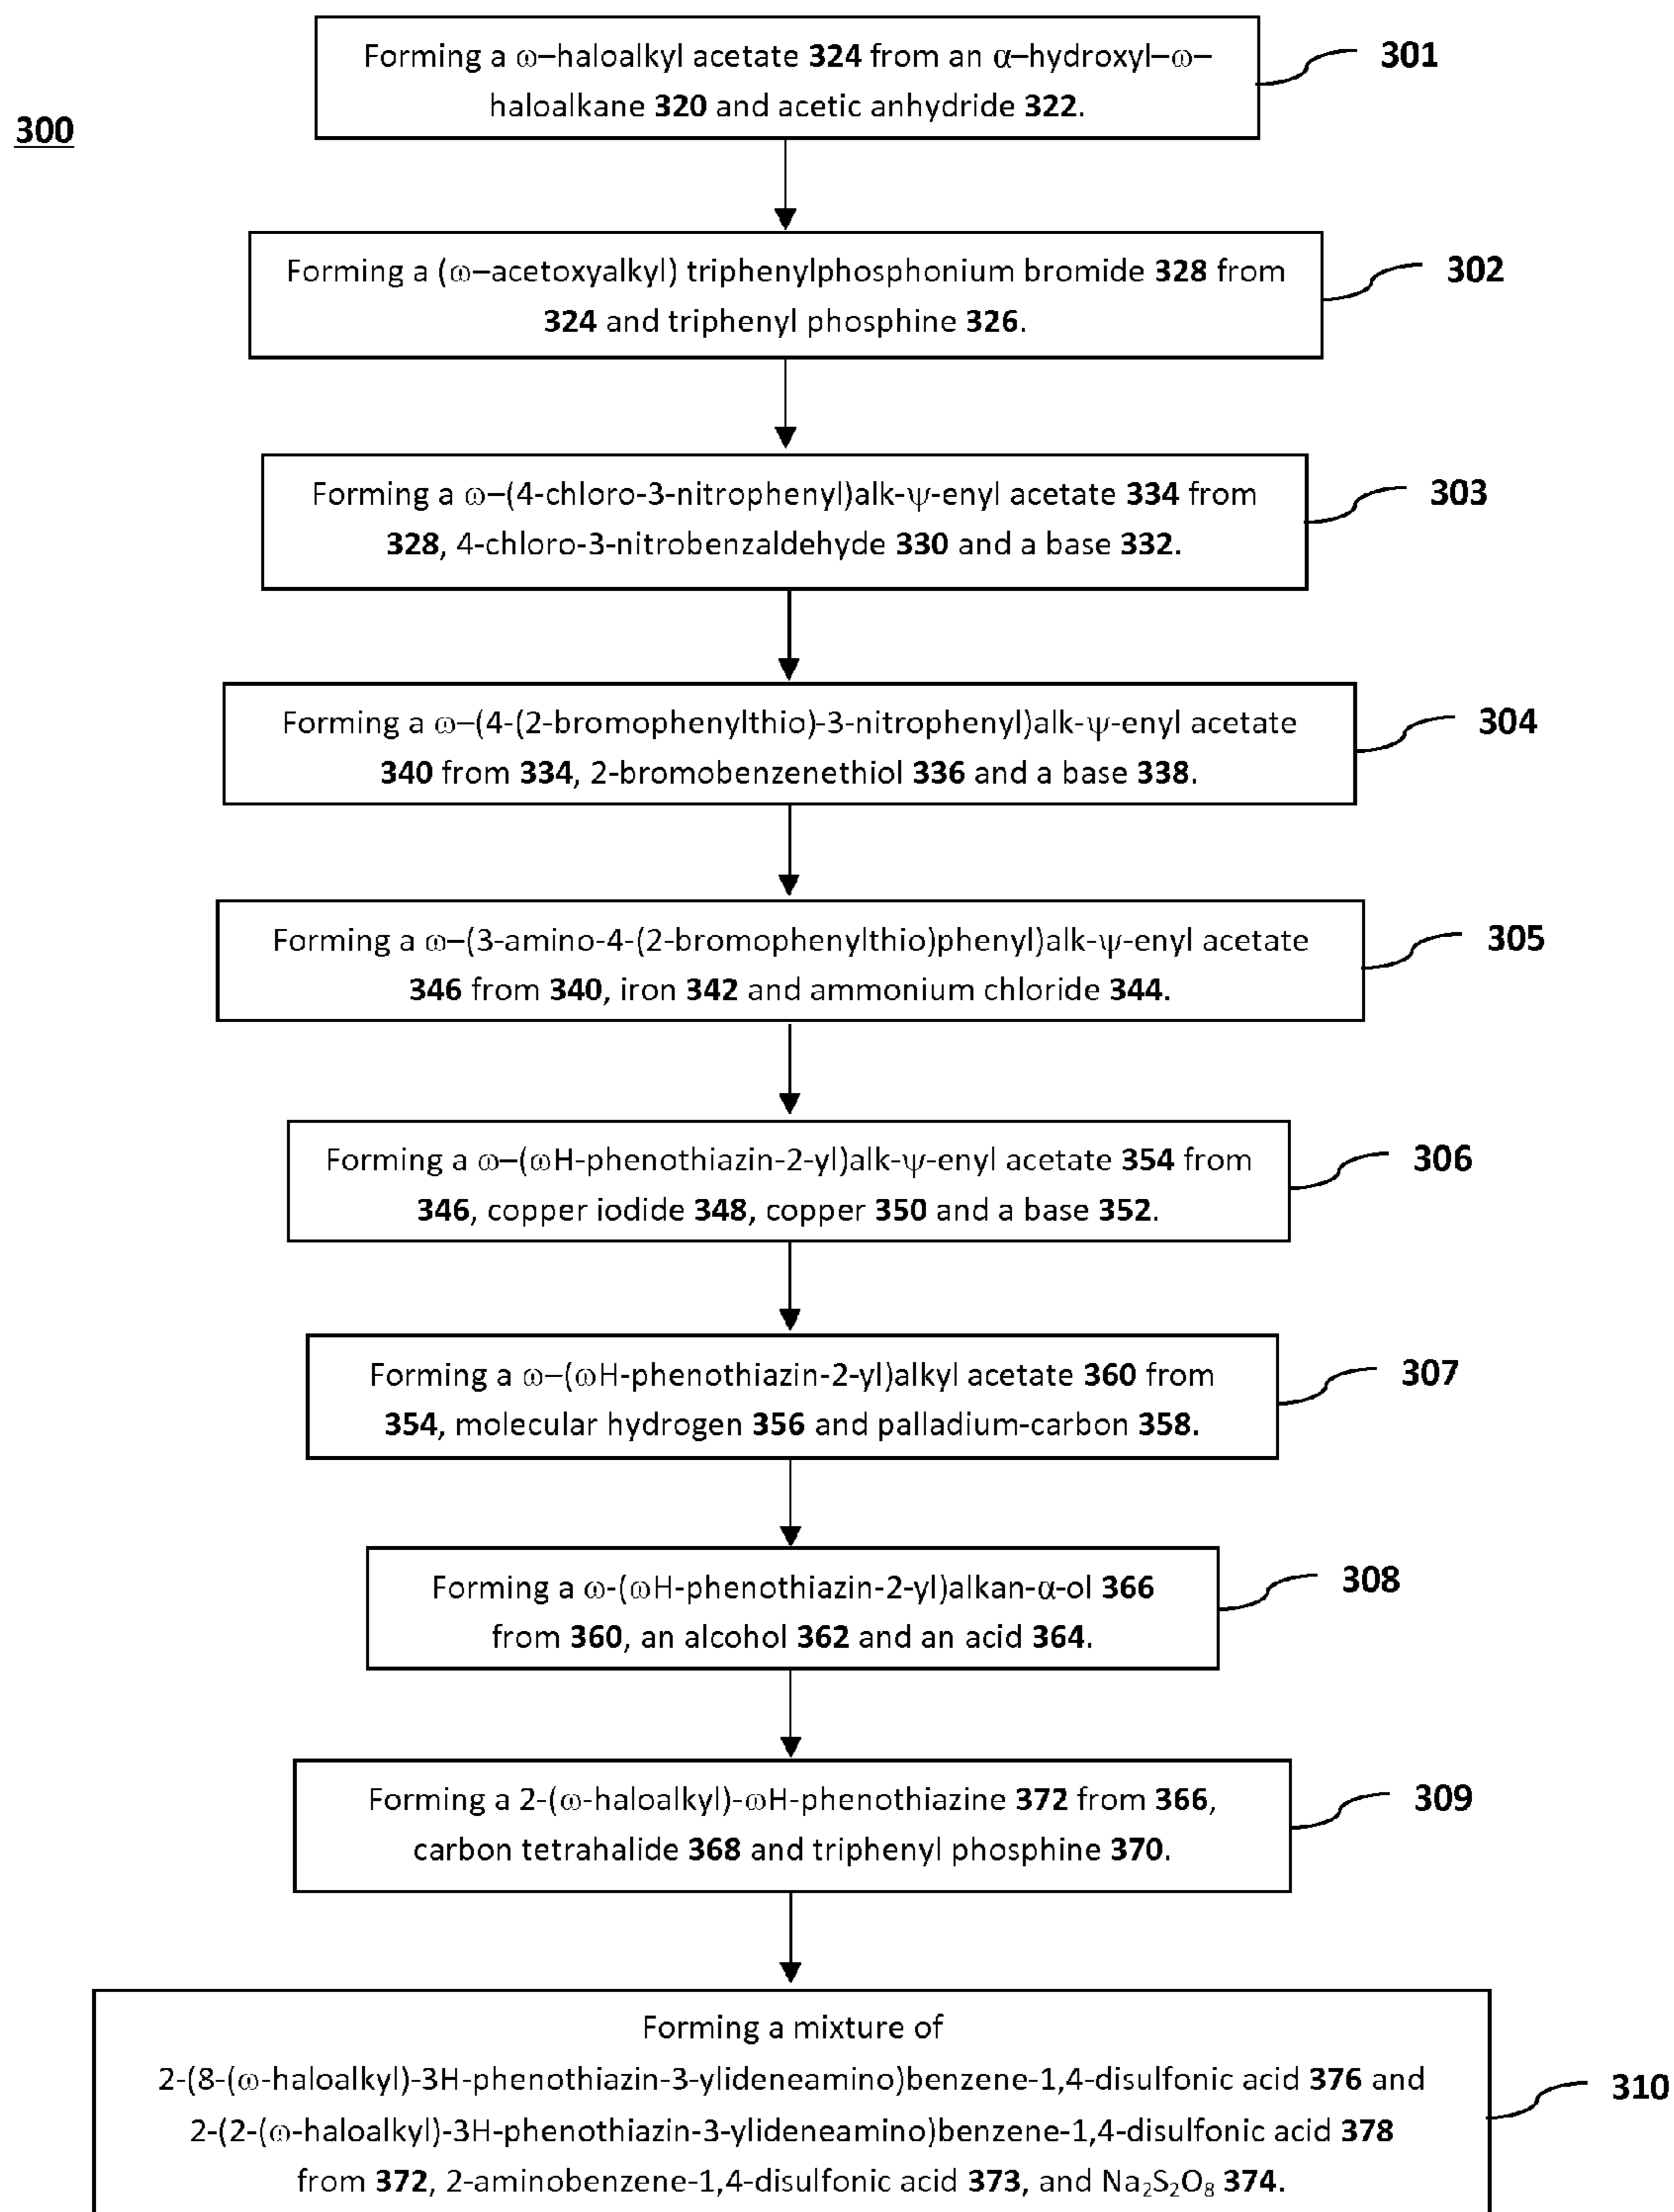 300
Forming a ω–haloalkyl acetate 324 from an α–hydroxyl–ω–
haloalkane 320 and acetic anhydride 322.
301
Forming a (ω–acetoxyalkyl) triphenylphosphonium bromide 328 from
324 and triphenyl phosphine 326.
302
Forming a ω–(4-chloro-3-nitrophenyl)alk-ψ-enyl acetate 334 from
328, 4-chloro-3-nitrobenzaldehyde 330 and a base 332.
303
Forming a ω–(4-(2-bromophenylthio)-3-nitrophenyl)alk-ψ-enyl acetate
340 from 334, 2-bromobenzenethiol 336 and a base 338.
304
Forming a ω–(3-amino-4-(2-bromophenylthio)phenyl)alk-ψ-enyl acetate
346 from 340, iron 342 and ammonium chloride 344.
305
Forming a ω–(ωH-phenothiazin-2-yl)alk-ψ-enyl acetate 354 from
346, copper iodide 348, copper 350 and a base 352.
306
Forming a ω–(ωH-phenothiazin-2-yl)alkyl acetate 360 from
354, molecular hydrogen 356 and palladium-carbon 358.
307
Forming a ω-(ωH-phenothiazin-2-yl)alkan-α-ol 366
from 360, an alcohol 362 and an acid 364.
308
Forming a 2-(ω-haloalkyl)-ωH-phenothiazine 372 from 366,
carbon tetrahalide 368 and triphenyl phosphine 370.
309
Forming a mixture of
2-(8-(ω-haloalkyl)-3H-phenothiazin-3-ylideneamino)benzene-1,4-disulfonic acid 376 and
2-(2-(ω-haloalkyl)-3H-phenothiazin-3-ylideneamino)benzene-1,4-disulfonic acid 378
from 372, 2-aminobenzene-1,4-disulfonic acid 373, and Na₂S₂O₈ 374.
310